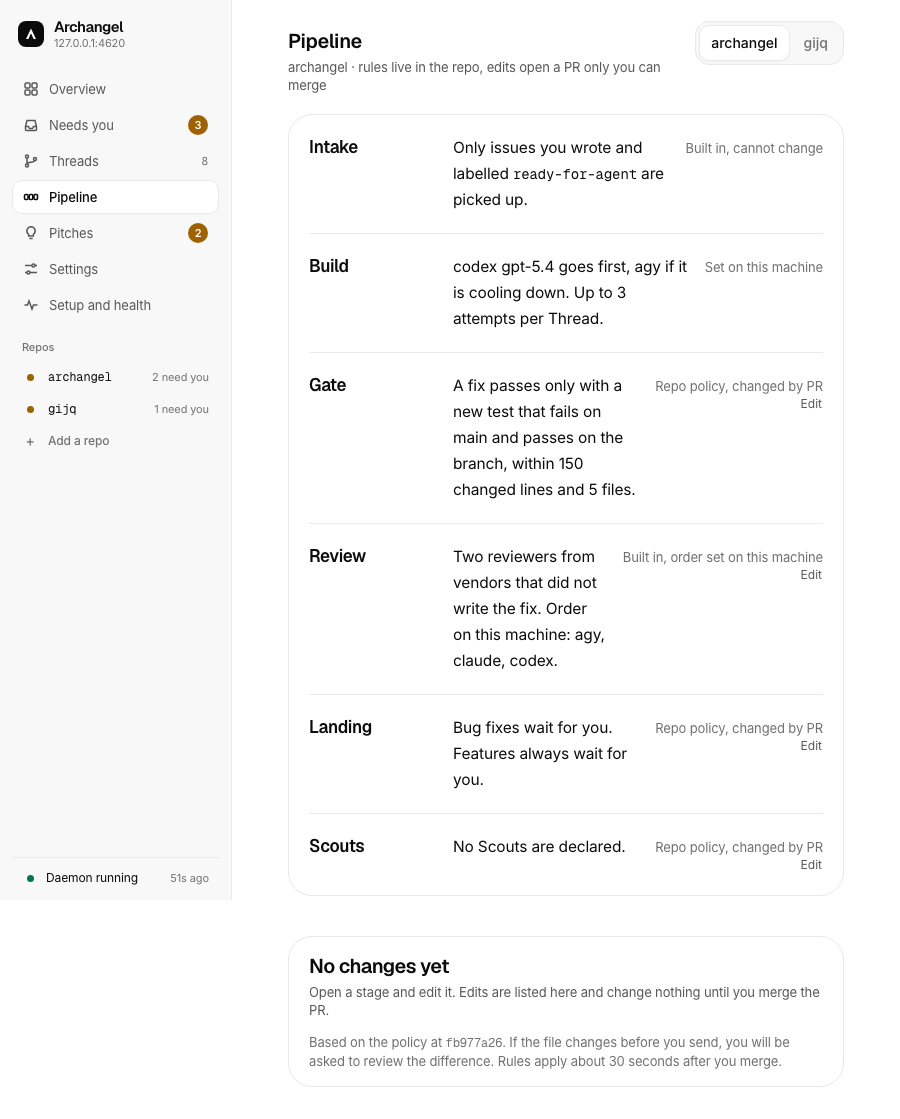 Archangel
127.0.0.1:4620
Overview
Needs you 3
Threads 8
Pipeline
Pitches 2
Settings
Setup and health
Repos
archangel 2 need you
gijq 1 need you
+ Add a repo
Daemon running 51s ago
Pipeline
archangel · rules live in the repo, edits open a PR only you can
merge
archangel gijq
Intake
Only issues you wrote and
labelled ready-for-agent are
picked up.
Built in, cannot change
Build
codex gpt-5.4 goes first, agy if it
is cooling down. Up to 3
attempts per Thread.
Set on this machine
Gate
A fix passes only with a
new test that fails on
main and passes on the
branch, within 150
changed lines and 5 files.
Repo policy, changed by PR
Edit
Review
Two reviewers from
vendors that did not
write the fix. Order
on this machine: agy,
claude, codex.
Built in, order set on this machine
Edit
Landing
Bug fixes wait for you.
Features always wait for
you.
Repo policy, changed by PR
Edit
Scouts
No Scouts are declared.
Repo policy, changed by PR
Edit
No changes yet
Open a stage and edit it. Edits are listed here and change nothing until you merge the
PR.
Based on the policy at fb977a26. If the file changes before you send, you will be
asked to review the difference. Rules apply about 30 seconds after you merge.